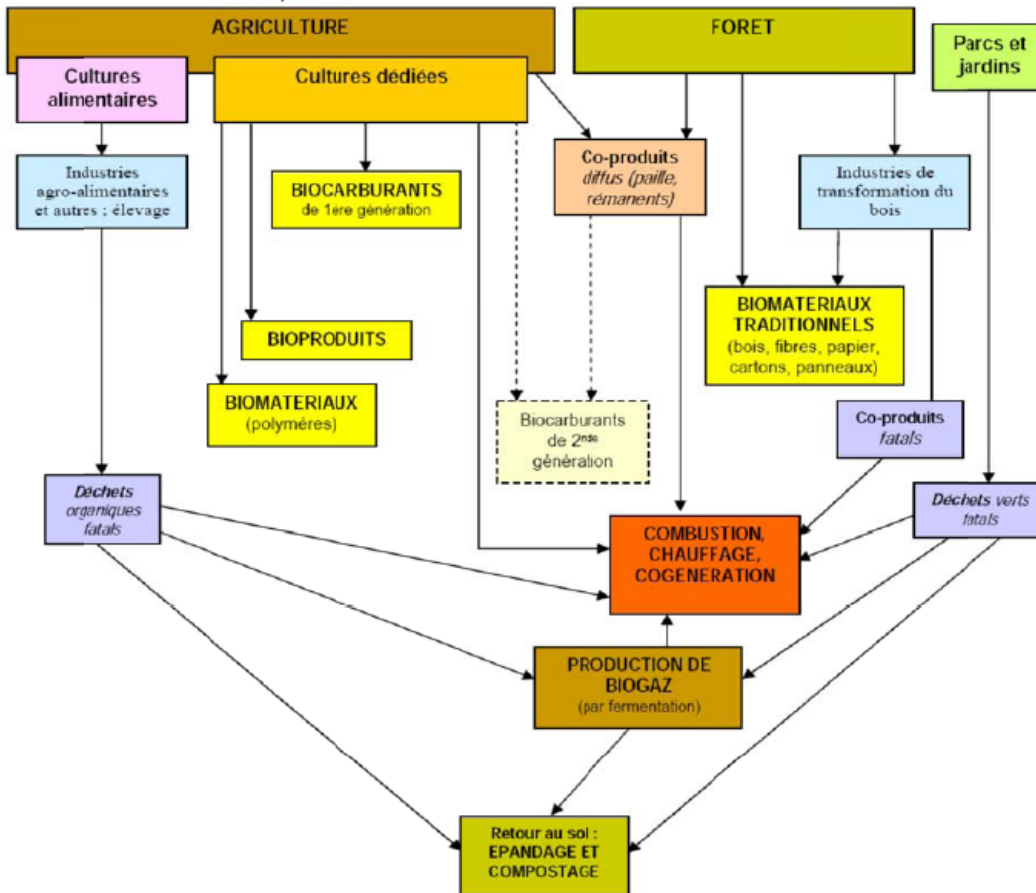 AGRICULTURE
FORET
Parcs et
jardins
Cultures
alimentaires
Cultures dédiées
Industries
agro-alimentaires
et autres ; élevage
BIOCARBURANTS
de 1ère génération
Co-produits
diffus (paille,
rémanents)
Industries de
transformation du
bois
BIOPRODUITS
BIOMATERIAUX
TRADITIONNELS
(bois, fibres, papier,
cartons, panneaux)
BIOMATERIAUX
(polymères)
Biocarburants
de 2nde
génération
Co-produits
fatals
Déchets
organiques
fatals
Déchets verts
fatals
COMBUSTION,
CHAUFFAGE,
COGENERATION
PRODUCTION DE
BIOGAZ
(par fermentation)
Retour au sol :
EPANDAGE ET
COMPOSTAGE